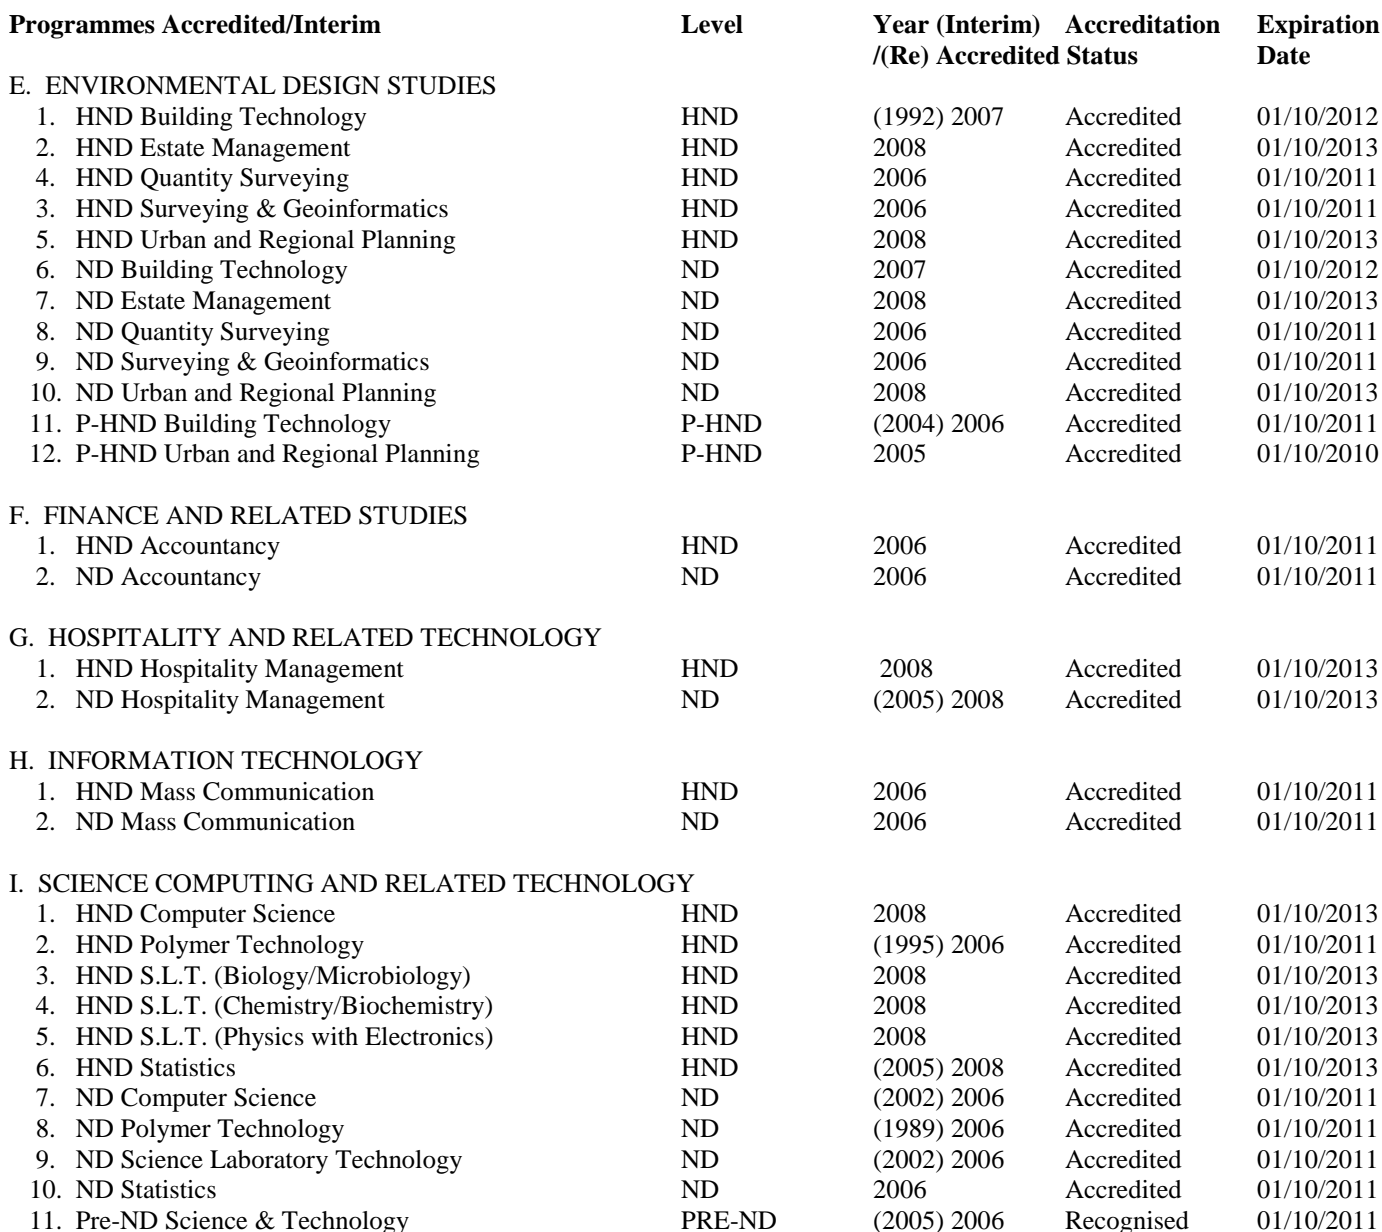 Programmes Accredited/Interim Level Year (Interim) Accreditation Expiration
/(Re) Accredited Status Date
E. ENVIRONMENTAL DESIGN STUDIES
1. HND Building Technology HND (1992) 2007 Accredited 01/10/2012
2. HND Estate Management HND 2008 Accredited 01/10/2013
4. HND Quantity Surveying HND 2006 Accredited 01/10/2011
3. HND Surveying & Geoinformatics HND 2006 Accredited 01/10/2011
5. HND Urban and Regional Planning HND 2008 Accredited 01/10/2013
6. ND Building Technology ND 2007 Accredited 01/10/2012
7. ND Estate Management ND 2008 Accredited 01/10/2013
8. ND Quantity Surveying ND 2006 Accredited 01/10/2011
9. ND Surveying & Geoinformatics ND 2006 Accredited 01/10/2011
10. ND Urban and Regional Planning ND 2008 Accredited 01/10/2013
11. P-HND Building Technology P-HND (2004) 2006 Accredited 01/10/2011
12. P-HND Urban and Regional Planning P-HND 2005 Accredited 01/10/2010
F. FINANCE AND RELATED STUDIES
1. HND Accountancy HND 2006 Accredited 01/10/2011
2. ND Accountancy ND 2006 Accredited 01/10/2011
G. HOSPITALITY AND RELATED TECHNOLOGY
1. HND Hospitality Management HND 2008 Accredited 01/10/2013
2. ND Hospitality Management ND (2005) 2008 Accredited 01/10/2013
H. INFORMATION TECHNOLOGY
1. HND Mass Communication HND 2006 Accredited 01/10/2011
2. ND Mass Communication ND 2006 Accredited 01/10/2011
I. SCIENCE COMPUTING AND RELATED TECHNOLOGY
1. HND Computer Science HND 2008 Accredited 01/10/2013
2. HND Polymer Technology HND (1995) 2006 Accredited 01/10/2011
3. HND S.L.T. (Biology/Microbiology) HND 2008 Accredited 01/10/2013
4. HND S.L.T. (Chemistry/Biochemistry) HND 2008 Accredited 01/10/2013
5. HND S.L.T. (Physics with Electronics) HND 2008 Accredited 01/10/2013
6. HND Statistics HND (2005) 2008 Accredited 01/10/2013
7. ND Computer Science ND (2002) 2006 Accredited 01/10/2011
8. ND Polymer Technology ND (1989) 2006 Accredited 01/10/2011
9. ND Science Laboratory Technology ND (2002) 2006 Accredited 01/10/2011
10. ND Statistics ND 2006 Accredited 01/10/2011
11. Pre-ND Science & Technology PRE-ND (2005) 2006 Recognised 01/10/2011